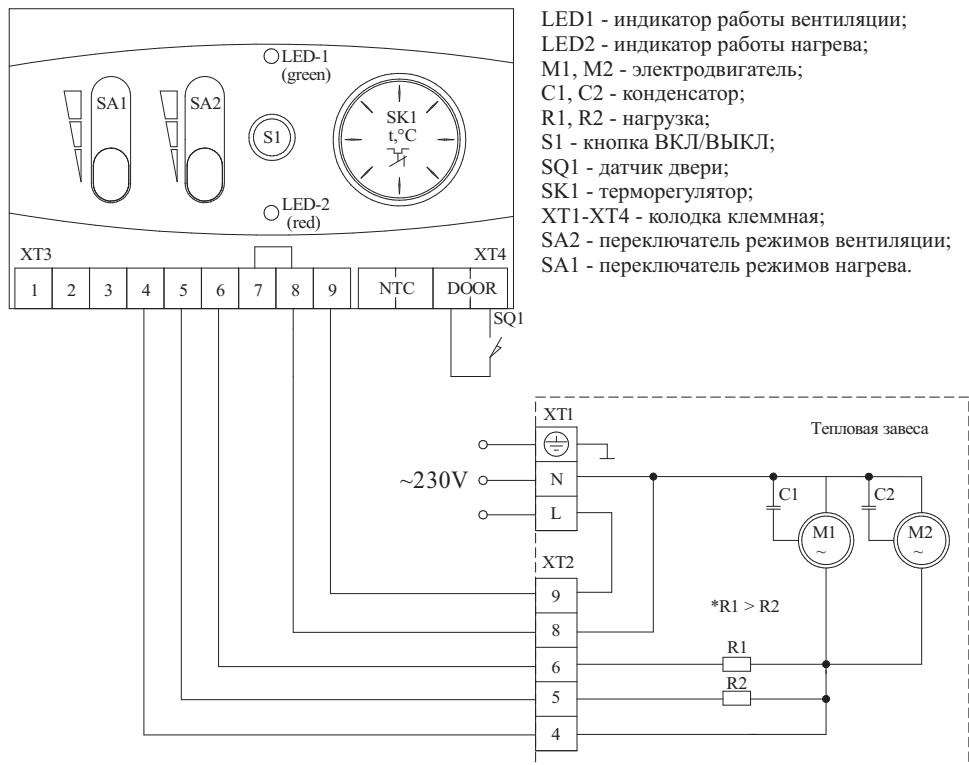 LED1 - индикатор работы вентиляции;
LED2 - индикатор работы нагрева;
M1, M2 - электродвигатель;
C1, C2 - конденсатор;
R1, R2 - нагрузка;
S1 - кнопка ВКЛ/ВЫКЛ;
SQ1 - датчик двери;
SK1 - терморегулятор;
XT1-XT4 - колодка клеммная;
SA2 - переключатель режимов вентиляции;
SA1 - переключатель режимов нагрева.
LED-1
(green)
SA1
SA2
S1
SK1
t,°C
LED-2
(red)
XT3
XT4
1 2 3 4 5 6 7 8 9 NTC DOOR
SQ1
XT1
Тепловая завеса
~230V
N
L
C1
C2
M1
~
M2
~
XT2
9
*R1 > R2
8
6
R1
5
R2
4